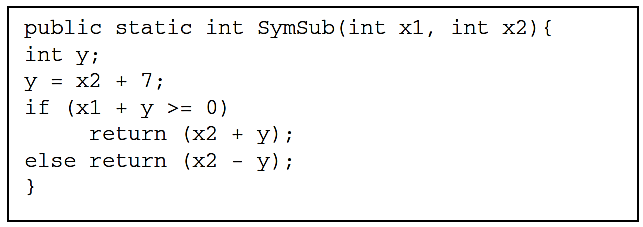 public static int SymSub(int x1, int x2){
int y;
y = x2 + 7;
if (x1 + y >= 0)
     return (x2 + y);
else return (x2 - y);
}